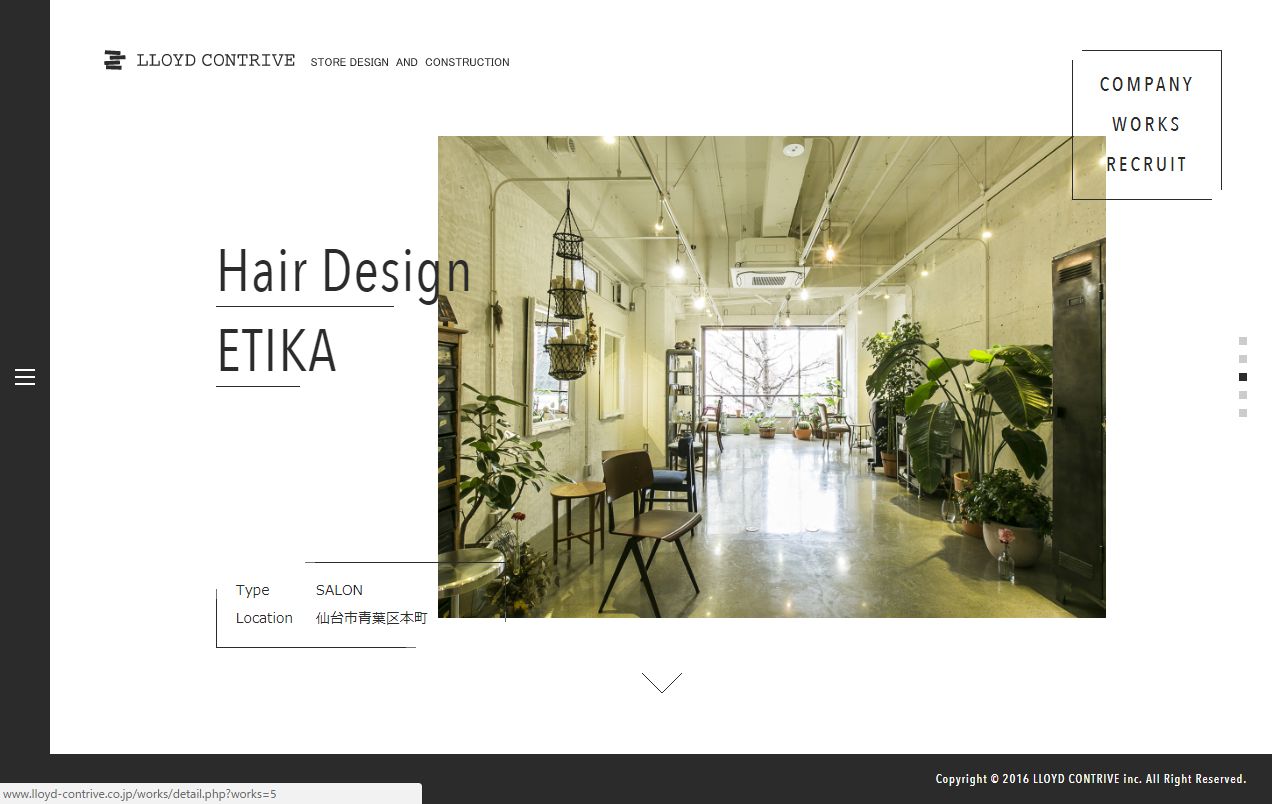 LLOYD CONTRIVE STORE DESIGN AND CONSTRUCTION
COMPANY
WORKS
RECRUIT
Hair Design
ETIKA
Type SALON
Location 仙台市青葉区本町
Copyright © 2016 LLOYD CONTRIVE inc. All Right Reserved.
www.lloyd-contrive.co.jp/works/detail.php?works=5